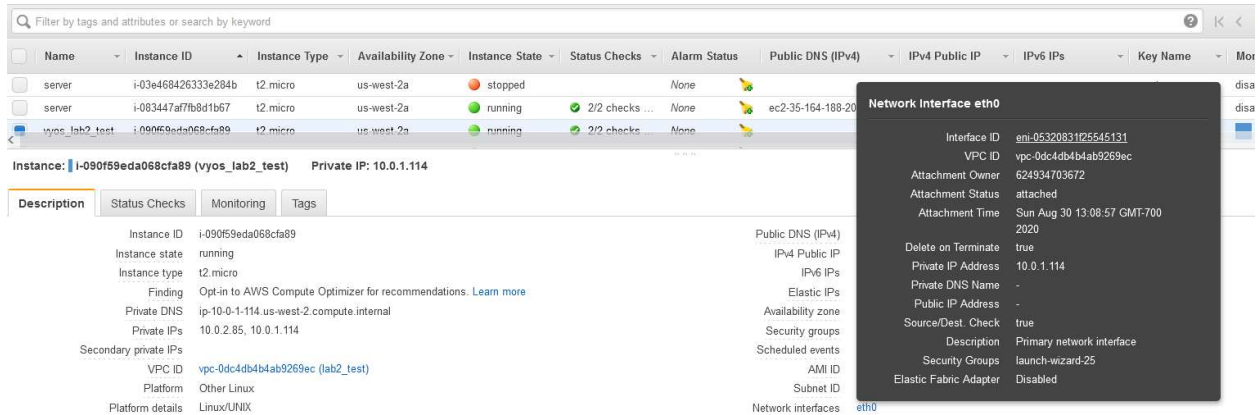 Filter by tags and attributes or search by keyword
Name Instance ID Instance Type Availability Zone Instance State Status Checks Alarm Status Public DNS (IPv4) IPv4 Public IP IPv6 IPs Key Name Mor
server i-03e468426333e284b t2.micro us-west-2a stopped None disa
server i-083447af7fb8d1b67 t2.micro us-west-2a running 2/2 checks ... None ec2-35-164-188-20 disa
vyos_lab2_test i-090f59eda068cfa89 t2.micro us-west-2a running 2/2 checks ... None
Instance: i-090f59eda068cfa89 (vyos_lab2_test) Private IP: 10.0.1.114
Description Status Checks Monitoring Tags
Instance ID i-090f59eda068cfa89
Instance state running
Instance type t2.micro
Finding Opt-in to AWS Compute Optimizer for recommendations. Learn more
Private DNS ip-10-0-1-114.us-west-2.compute.internal
Private IPs 10.0.2.85, 10.0.1.114
Secondary private IPs
VPC ID vpc-0dc4db4b4ab9269ec (lab2_test)
Platform Other Linux
Platform details Linux/UNIX
Public DNS (IPv4)
IPv4 Public IP
IPv6 IPs
Elastic IPs
Availability zone
Security groups
Scheduled events
AMI ID
Subnet ID
Network interfaces eth0
Network Interface eth0
Interface ID eni-05320831f25545131
VPC ID vpc-0dc4db4b4ab9269ec
Attachment Owner 624934703672
Attachment Status attached
Attachment Time Sun Aug 30 13:08:57 GMT-700
2020
Delete on Terminate true
Private IP Address 10.0.1.114
Private DNS Name -
Public IP Address -
Source/Dest. Check true
Description Primary network interface
Security Groups launch-wizard-25
Elastic Fabric Adapter Disabled